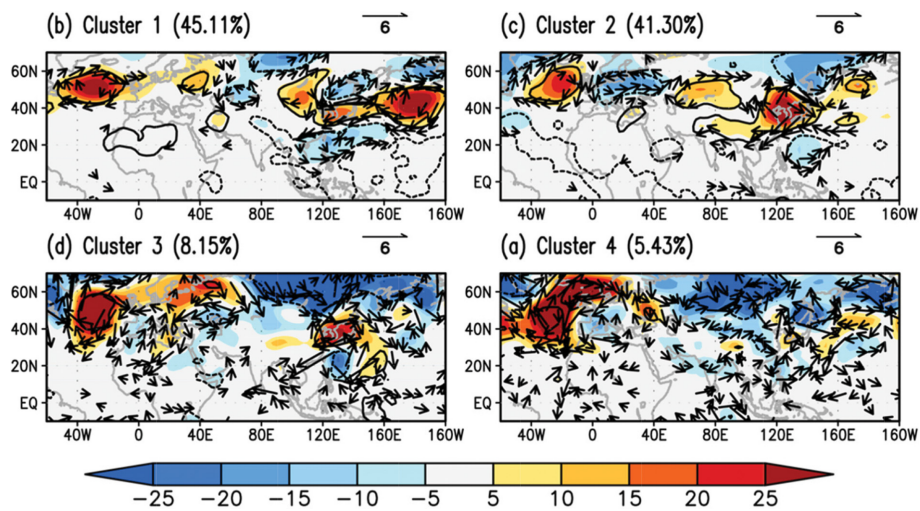 (b) Cluster 1 (45.11%)
6
(c) Cluster 2 (41.30%)
6
60N
40N
20N
EQ
40W 0 40E 80E 120E 160E 160W
60N
40N
20N
EQ
40W 0 40E 80E 120E 160E 160W
(d) Cluster 3 (8.15%)
6
(a) Cluster 4 (5.43%)
6
60N
40N
20N
EQ
40W 0 40E 80E 120E 160E 160W
60N
40N
20N
EQ
40W 0 40E 80E 120E 160E 160W
−25 −20 −15 −10 −5 5 10 15 20 25